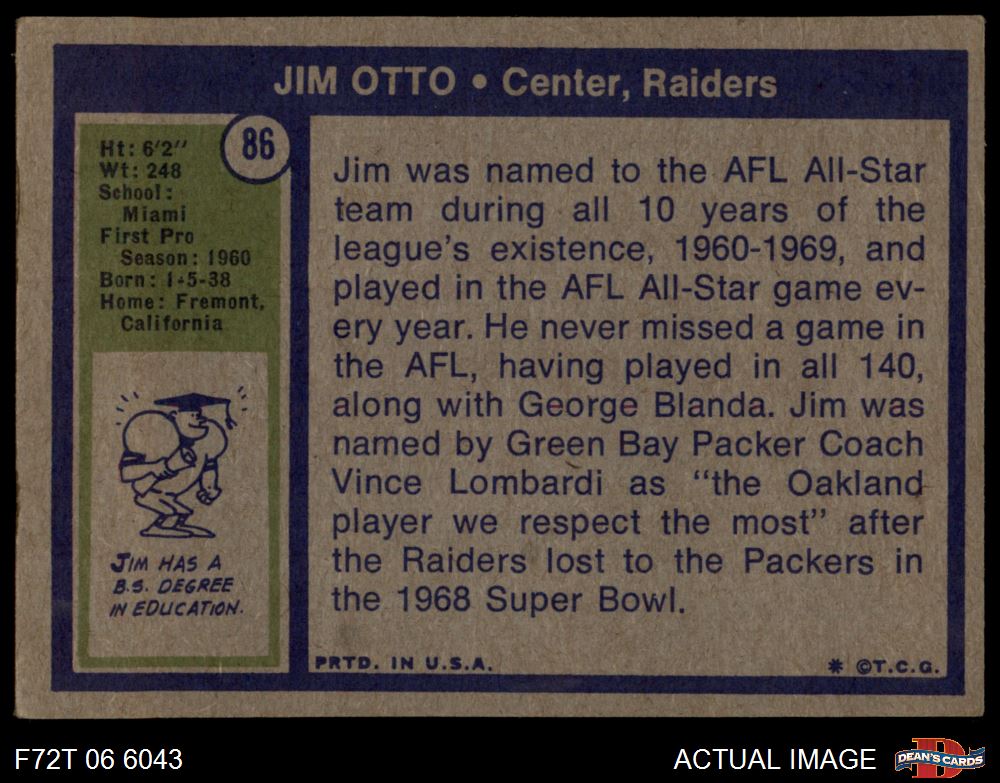 JIM OTTO • Center, Raiders
86
Ht: 6'2"
Wt: 248
School:
Miami
First Pro
Season: 1960
Born: 1-5-38
Home: Fremont,
California
JIM HAS A
B.S. DEGREE
IN EDUCATION.
Jim was named to the AFL All-Star
team during all 10 years of the
league's existence, 1960-1969, and
played in the AFL All-Star game ev-
ery year. He never missed a game in
the AFL, having played in all 140,
along with George Blanda. Jim was
named by Green Bay Packer Coach
Vince Lombardi as "the Oakland
player we respect the most" after
the Raiders lost to the Packers in
the 1968 Super Bowl.
PRTD. IN U.S.A.
* ©T.C.G.
F72T 06 6043
ACTUAL IMAGE
D
DEAN'S CARDS